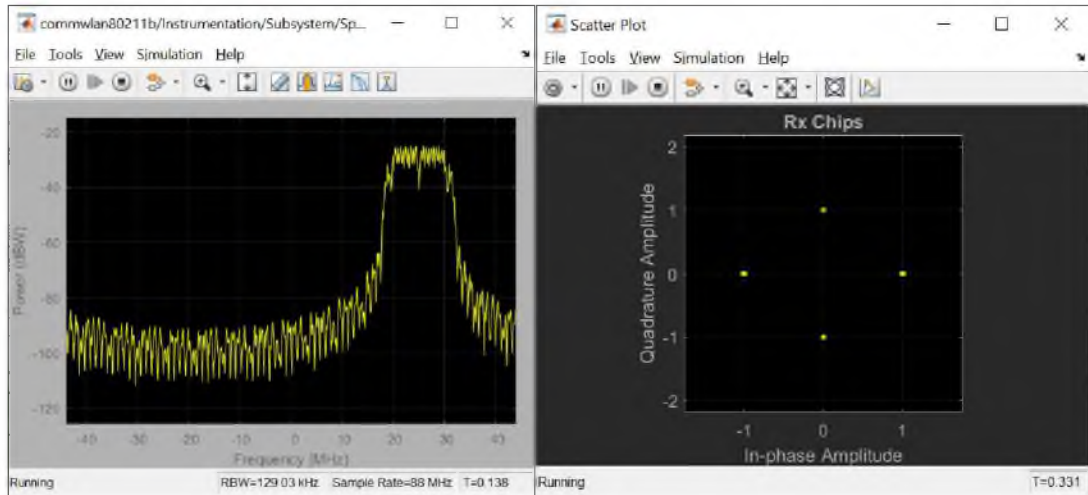 commwlan80211b/Instrumentation/Subsystem/Sp...
File Tools View Simulation Help
-20
-40
-60
-80
-100
-120
Power (dBW)
-40 -30 -20 -10 0 10 20 30 40
Frequency (MHz)
Running RBW=129.03 kHz Sample Rate=88 MHz T=0.138
Scatter Plot
File Tools View Simulation Help
Rx Chips
2
1
0
-1
-2
Quadrature Amplitude
-1 0 1
In-phase Amplitude
Running T=0.331